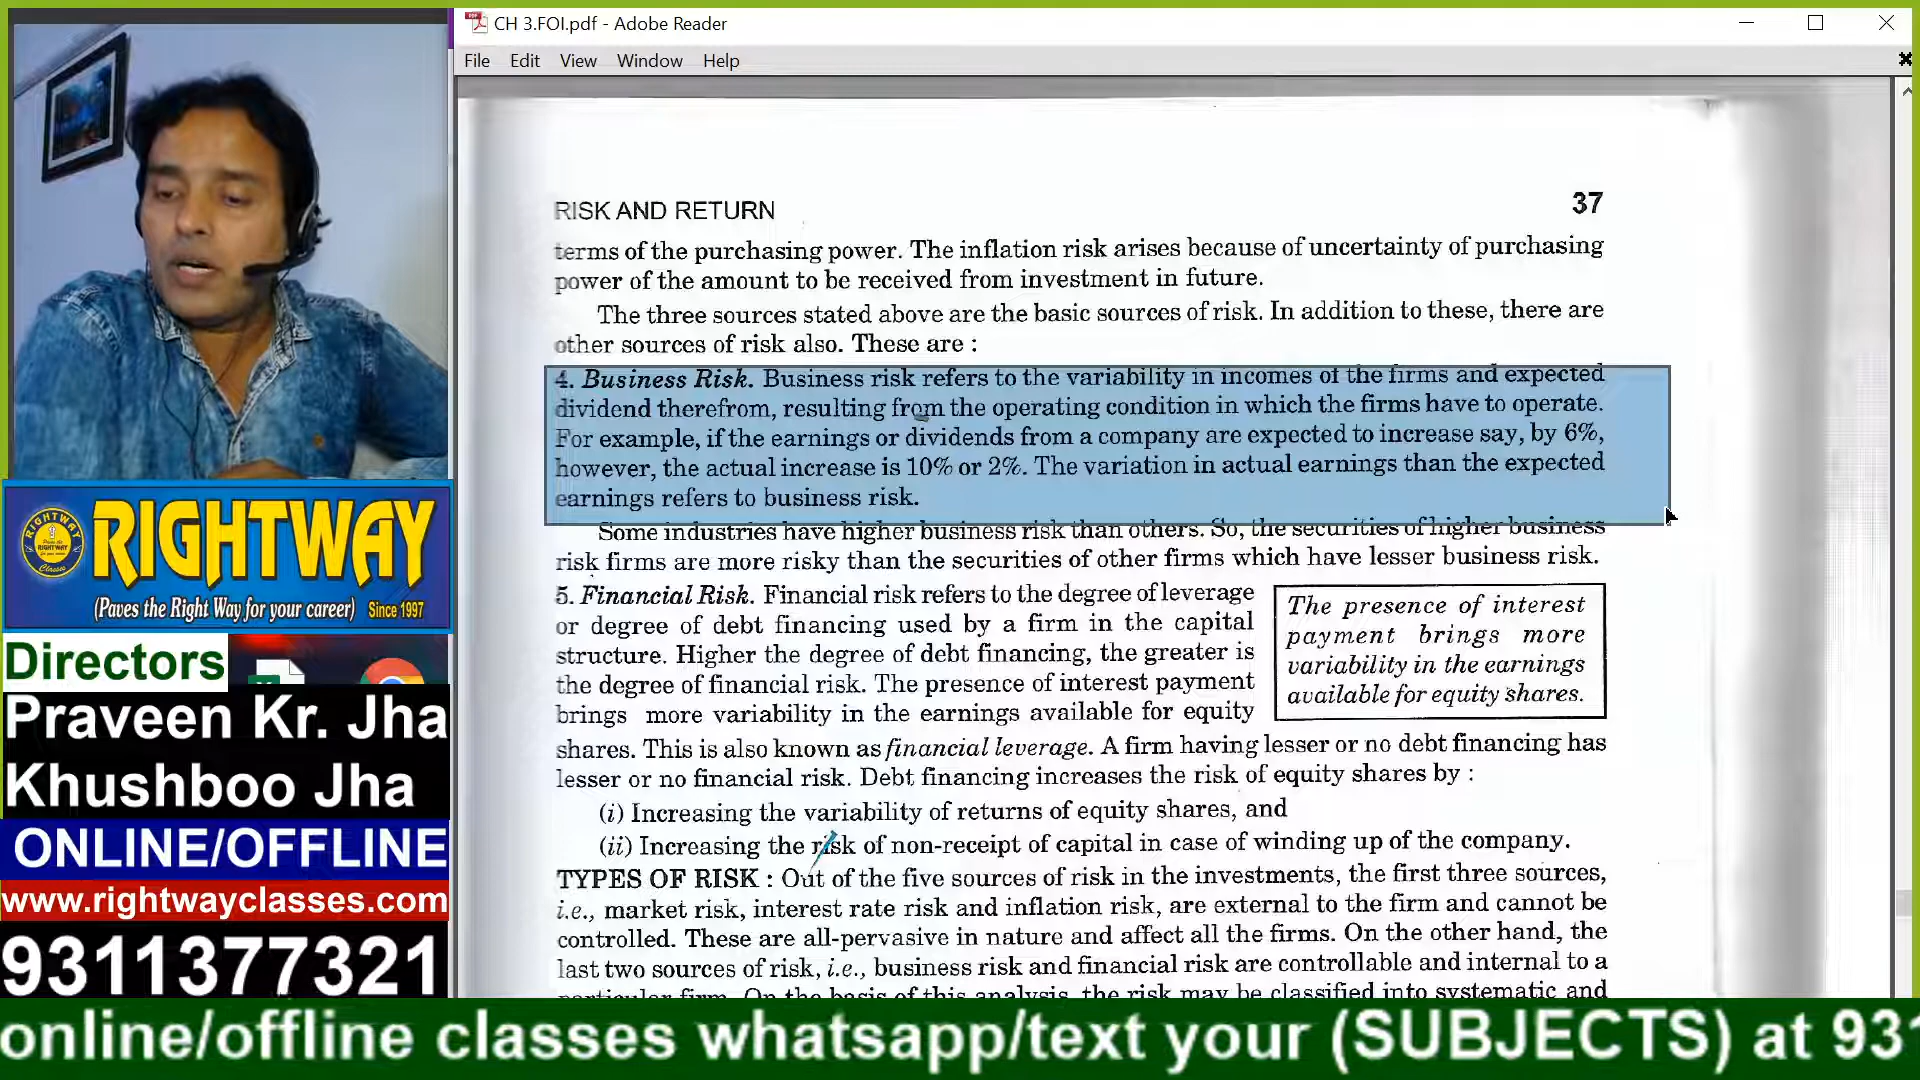 CH 3.FOI.pdf - Adobe Reader
File Edit View Window Help
RISK AND RETURN 37
terms of the purchasing power. The inflation risk arises because of uncertainty of purchasing
power of the amount to be received from investment in future.
The three sources stated above are the basic sources of risk. In addition to these, there are
other sources of risk also. These are :
4. Business Risk. Business risk refers to the variability in incomes of the firms and expected
dividend therefrom, resulting from the operating condition in which the firms have to operate.
For example, if the earnings or dividends from a company are expected to increase say, by 6%,
however, the actual increase is 10% or 2%. The variation in actual earnings than the expected
earnings refers to business risk.
Some industries have higher business risk than others. So, the securities of higher business
risk firms are more risky than the securities of other firms which have lesser business risk.
5. Financial Risk. Financial risk refers to the degree of leverage
or degree of debt financing used by a firm in the capital
structure. Higher the degree of debt financing, the greater is
the degree of financial risk. The presence of interest payment
brings more variability in the earnings available for equity
shares. This is also known as financial leverage. A firm having lesser or no debt financing has
lesser or no financial risk. Debt financing increases the risk of equity shares by :
(i) Increasing the variability of returns of equity shares, and
(ii) Increasing the risk of non-receipt of capital in case of winding up of the company.
The presence of interest
payment brings more
variability in the earnings
available for equity shares.
TYPES OF RISK : Out of the five sources of risk in the investments, the first three sources,
i.e., market risk, interest rate risk and inflation risk, are external to the firm and cannot be
controlled. These are all-pervasive in nature and affect all the firms. On the other hand, the
last two sources of risk, i.e., business risk and financial risk are controllable and internal to a
particular firm. On the basis of this analysis, the risk may be classified into systematic and
RIGHTWAY
(Paves the Right Way for your career) Since 1997
Directors
Praveen Kr. Jha
Khushboo Jha
ONLINE/OFFLINE
www.rightwayclasses.com
9311377321
online/offline classes whatsapp/text your (SUBJECTS) at 931